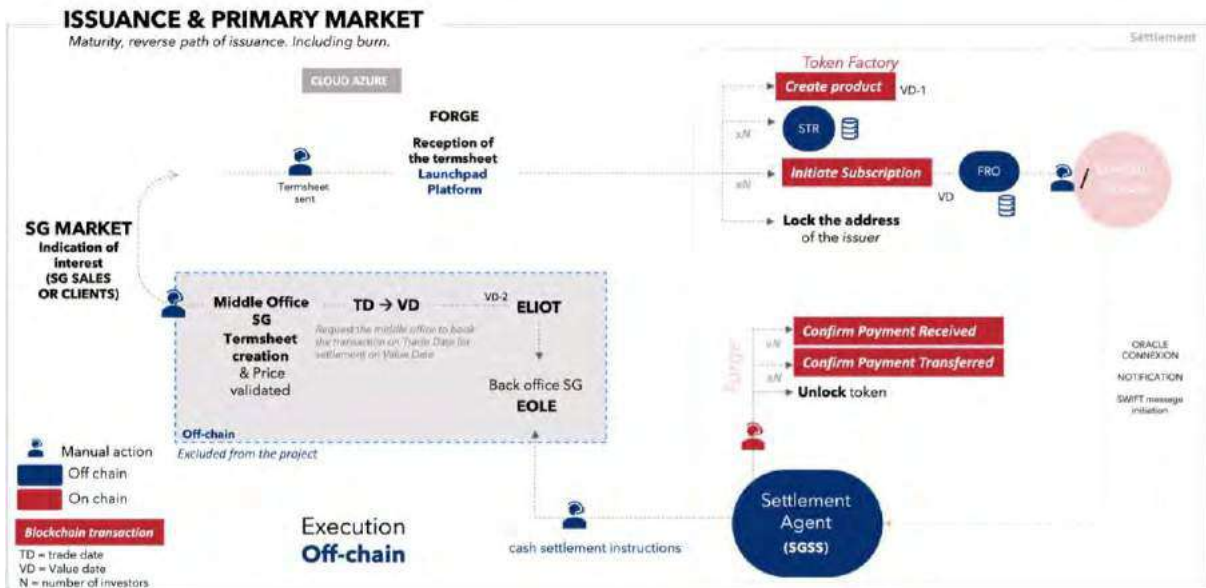 ISSUANCE & PRIMARY MARKET
Maturity, reverse path of issuance. Including burn.
Settlement
CLOUD AZURE
Token Factory
Create product
VD-1
FORGE
Reception of
the termsheet
Launchpad
Platform
xN
STR
Termsheet
sent
xN
Initiate Subscription
VD
FRO
/
Lock the address
of the issuer
SG MARKET
Indication of
interest
(SG SALES
OR CLIENTS)
Middle Office
SG
Termsheet
creation
& Price
validated
TD → VD
Request the middle office to book
the transaction on Trade Date for
settlement on Value Date
VD-2
ELIOT
Back office SG
EOLE
Off-chain
Excluded from the project
Forge
xN
Confirm Payment Received
xN
Confirm Payment Transferred
Unlock token
ORACLE
CONNEXION
NOTIFICATION
SWIFT message
initiation
Manual action
Off chain
On chain
Blockchain transaction
TD = trade date
VD = Value date
N = number of investors
Execution
Off-chain
cash settlement instructions
Settlement
Agent
(SGSS)